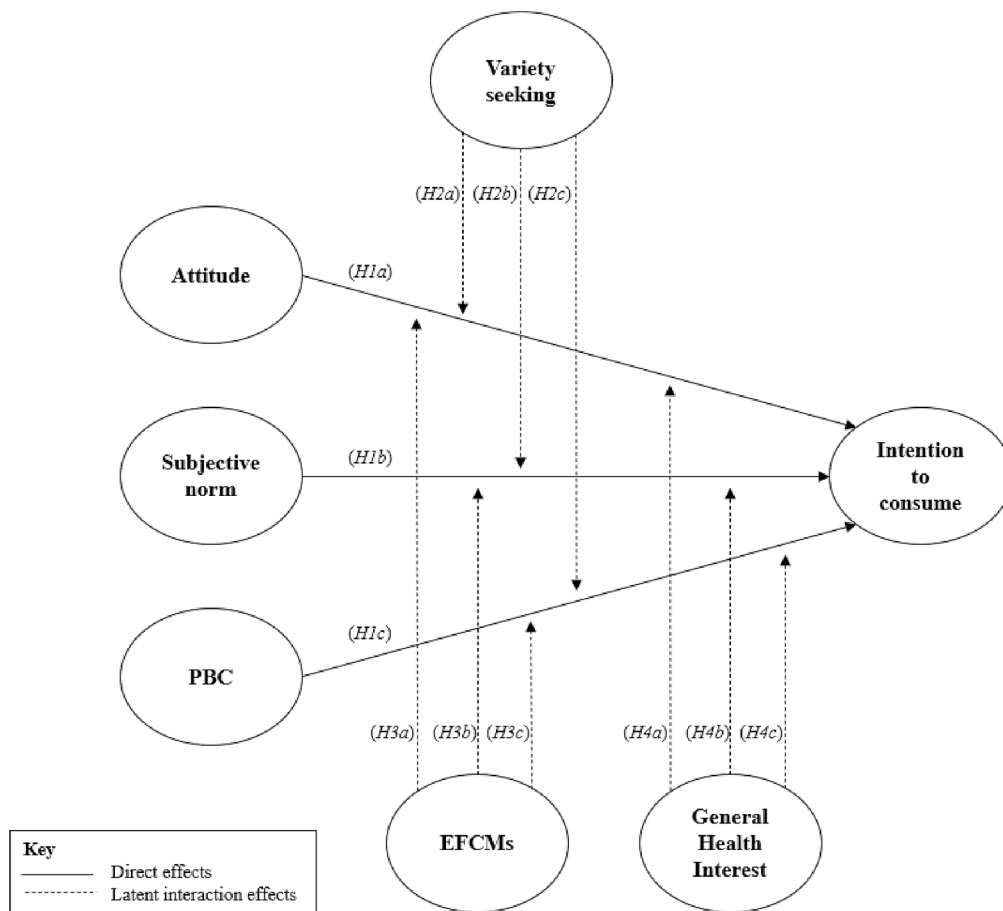 Variety
seeking
(H2a) (H2b) (H2c)
Attitude
(H1a)
Subjective
norm
(H1b)
Intention
to
consume
PBC
(H1c)
(H3a) (H3b) (H3c)
(H4a) (H4b) (H4c)
EFCMs
General
Health
Interest
Key
Direct effects
Latent interaction effects